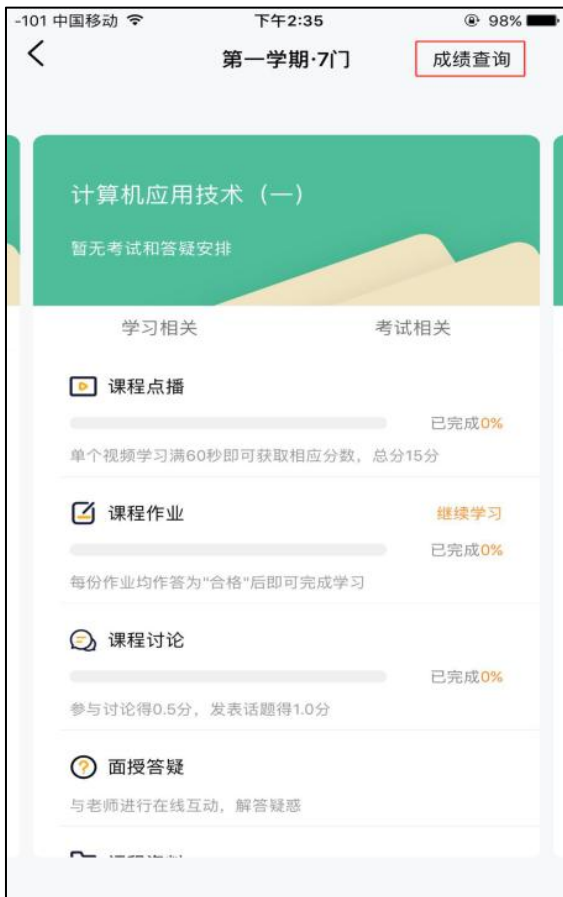 -101 中国移动 下午2:35 98%
第一学期·7门 成绩查询
计算机应用技术（一）
暂无考试和答疑安排
学习相关 考试相关
课程点播
已完成0%
单个视频学习满60秒即可获取相应分数，总分15分
课程作业 继续学习
已完成0%
每份作业均作答为"合格"后即可完成学习
课程讨论
已完成0%
参与讨论得0.5分，发表话题得1.0分
面授答疑
与老师进行在线互动，解答疑惑